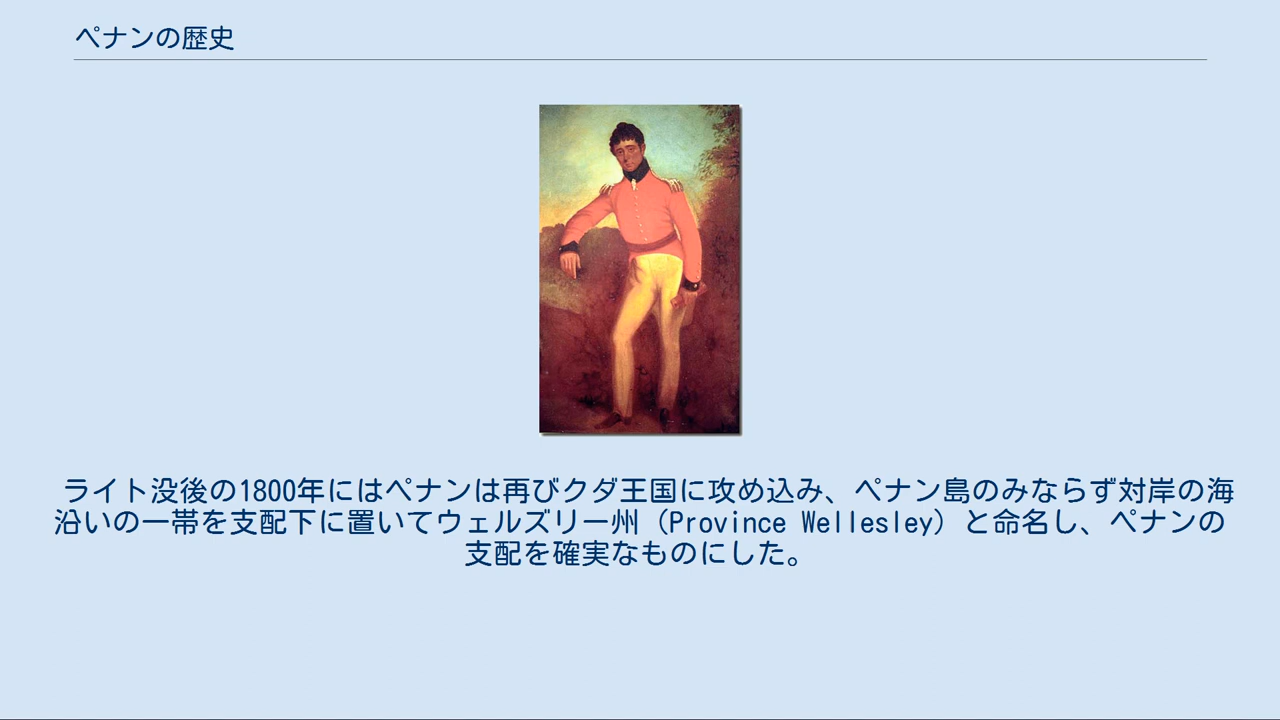 ペナンの歴史
ライト没後の1800年にはペナンは再びクダ王国に攻め込み、ペナン島のみならず対岸の海
沿いの一帯を支配下に置いてウェルズリー州（Province Wellesley）と命名し、ペナンの
支配を確実なものにした。